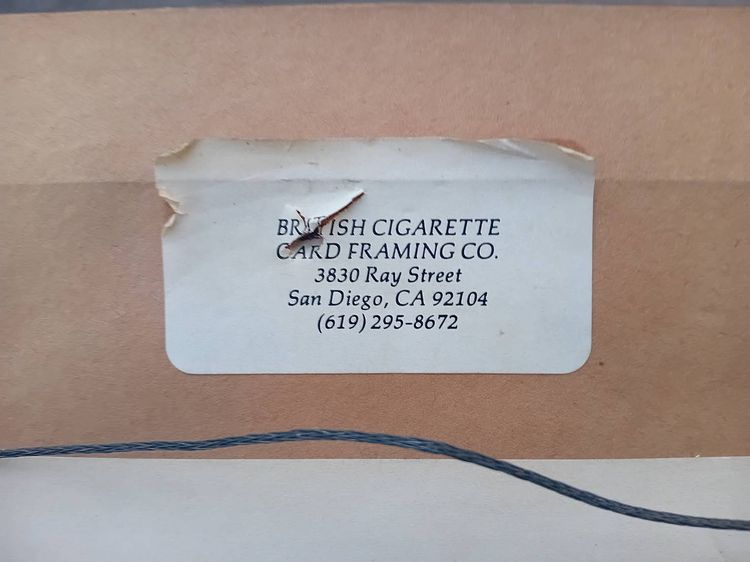 BRITISH CIGARETTE
CARD FRAMING CO.
3830 Ray Street
San Diego, CA 92104
(619) 295-8672